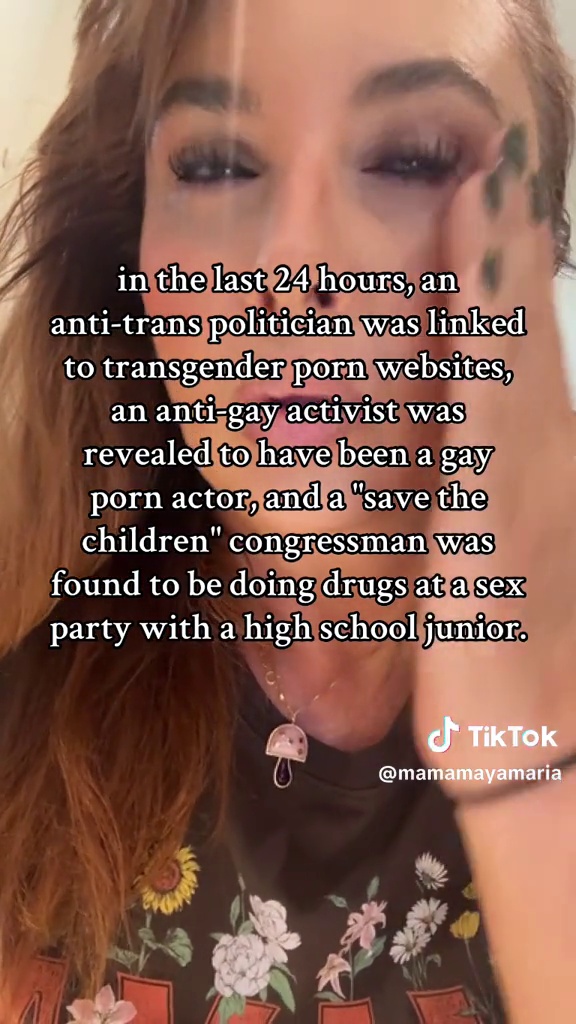 in the last 24 hours, an
anti-trans politician was linked
to transgender porn websites,
an anti-gay activist was
revealed to have been a gay
porn actor, and a "save the
children" congressman was
found to be doing drugs at a sex
party with a high school junior.
TikTok
@mamamayamaria